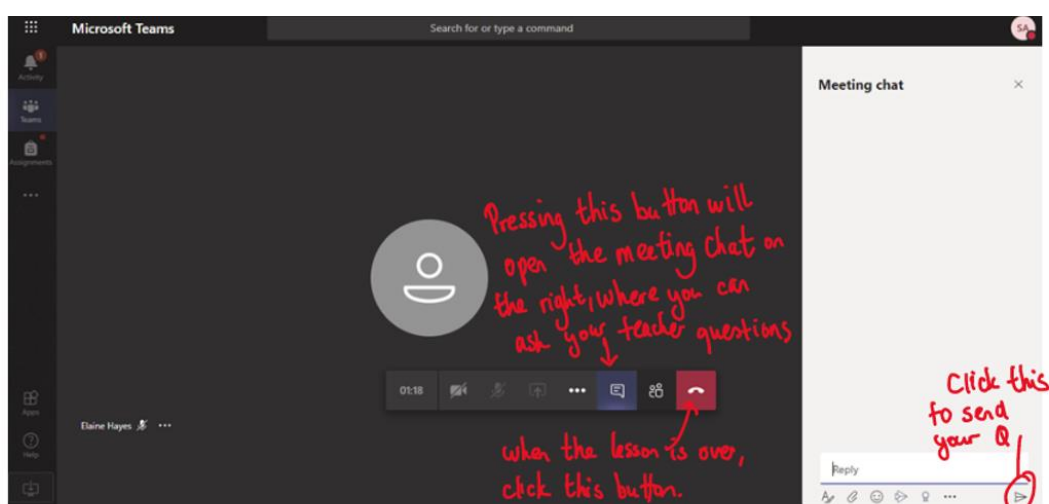 Microsoft Teams
Search for or type a command
SA
1
Activity
Teams
Assignments
Meeting chat
Pressing this button will
open the meeting chat on
the right, where you can
ask your teacher questions
01:18
Elaine Hayes
when the lesson is over,
click this button.
Click this
to send
your Q
Reply
Apps
Help